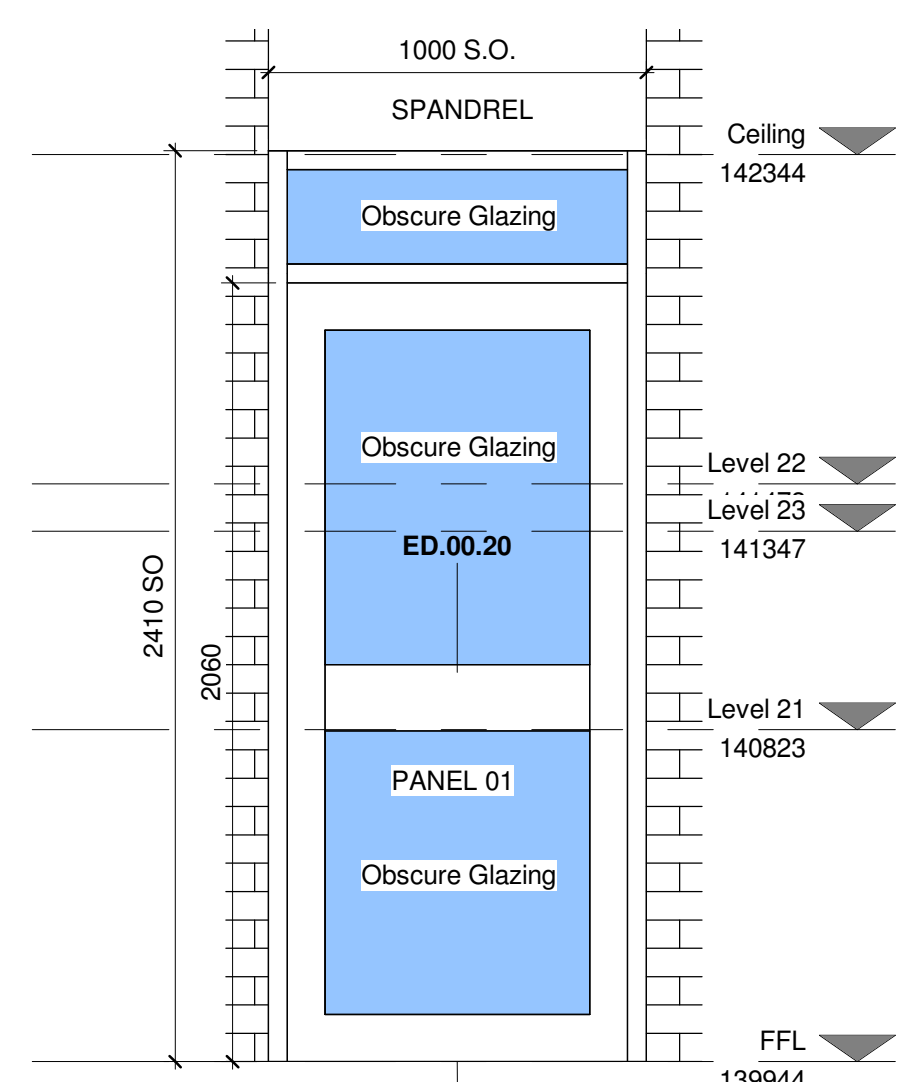 1000 S.O.
SPANDREL
Ceiling
142344
Obscure Glazing
Obscure Glazing
Level 22
Level 23
ED.00.20
141347
2410 SO
2060
Level 21
140823
PANEL 01
Obscure Glazing
FFL
139944